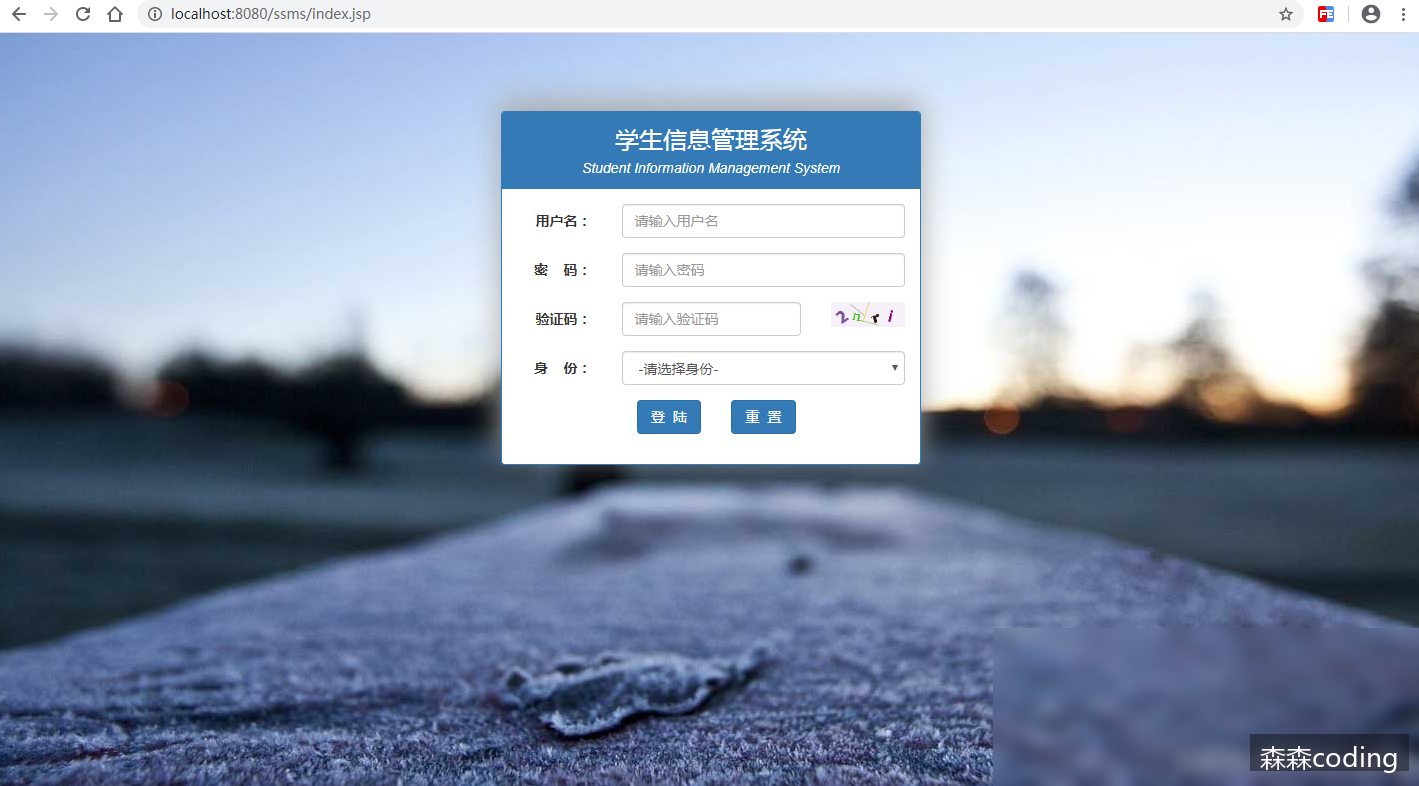 localhost:8080/ssms/index.jsp
FE
学生信息管理系统
Student Information Management System
用户名： 请输入用户名
密 码： 请输入密码
验证码： 请输入验证码 2nri
身 份： -请选择身份-
登 陆 重 置
森森coding